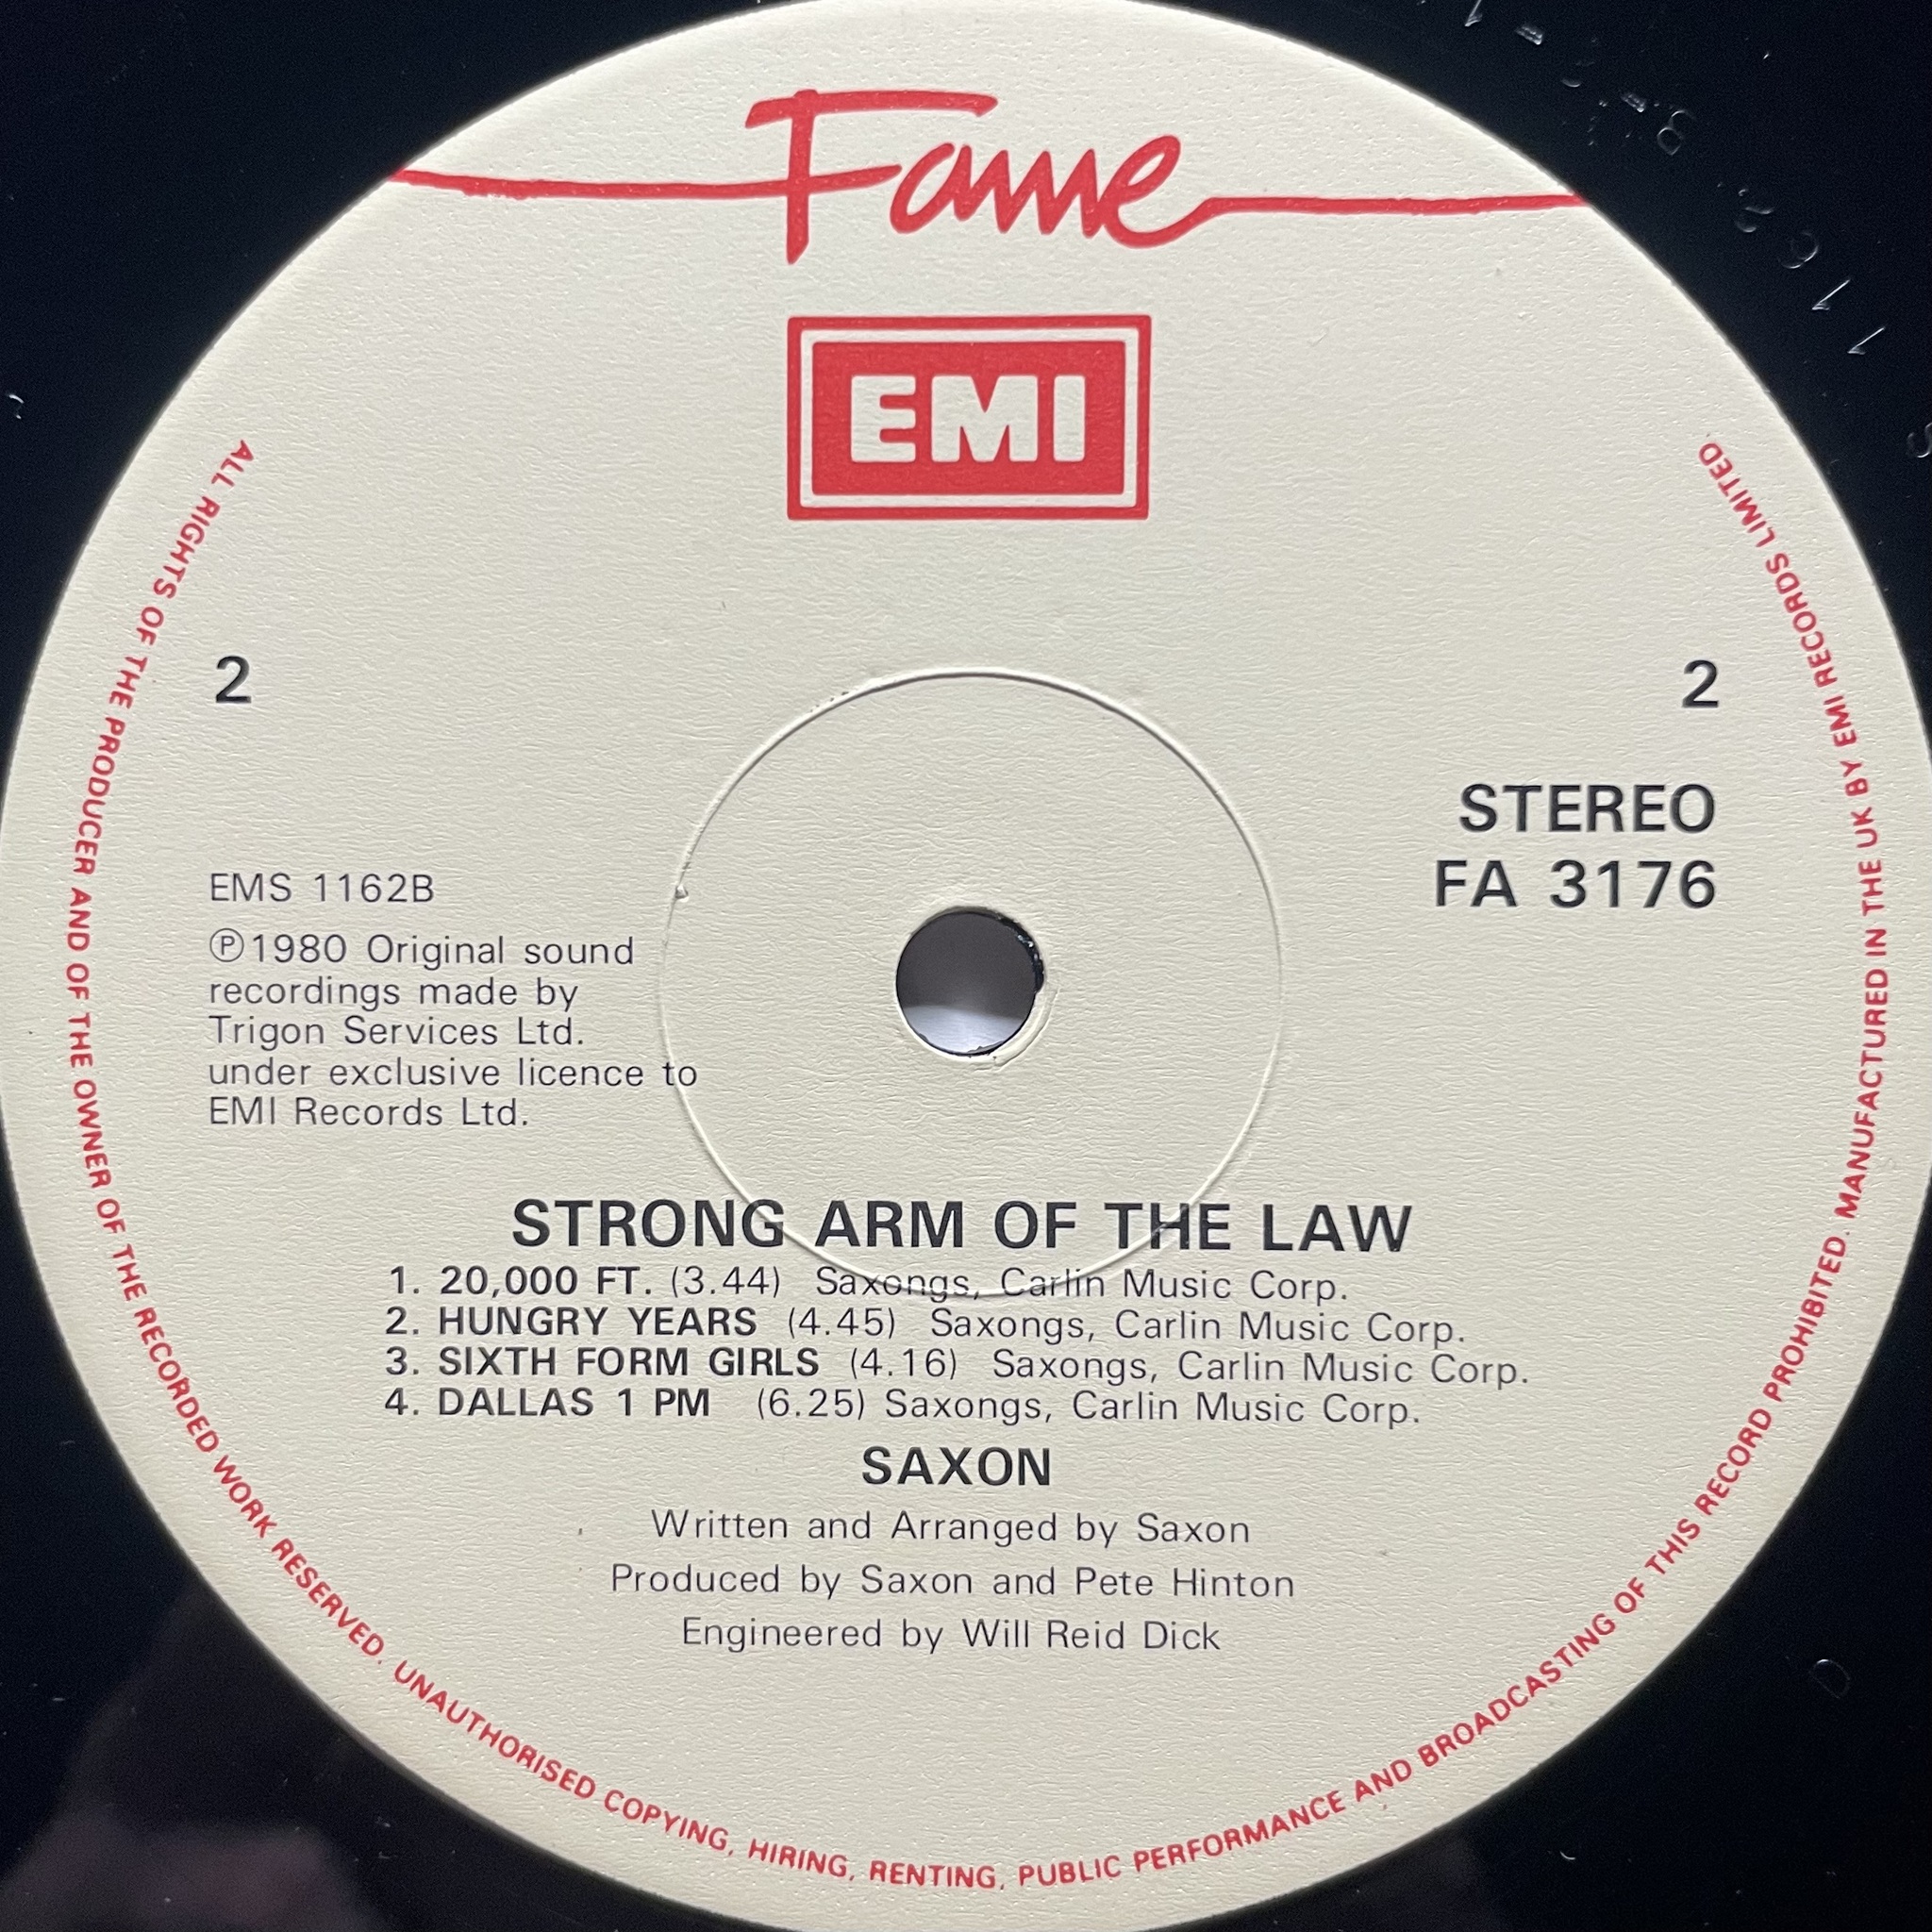 Fame
EMI
2
2
STEREO
FA 3176
EMS 1162B
Ⓟ1980 Original sound
recordings made by
Trigon Services Ltd.
under exclusive licence to
EMI Records Ltd.
STRONG ARM OF THE LAW
1. 20,000 FT. (3.44) Saxongs, Carlin Music Corp.
2. HUNGRY YEARS (4.45) Saxongs, Carlin Music Corp.
3. SIXTH FORM GIRLS (4.16) Saxongs, Carlin Music Corp.
4. DALLAS 1 PM (6.25) Saxongs, Carlin Music Corp.
SAXON
Written and Arranged by Saxon
Produced by Saxon and Pete Hinton
Engineered by Will Reid Dick
ALL RIGHTS OF THE PRODUCER AND OF THE OWNER OF THE RECORDED WORK RESERVED. UNAUTHORISED COPYING, HIRING, RENTING, PUBLIC PERFORMANCE AND BROADCASTING OF THIS RECORD PROHIBITED. MANUFACTURED IN THE UK BY EMI RECORDS LIMITED.